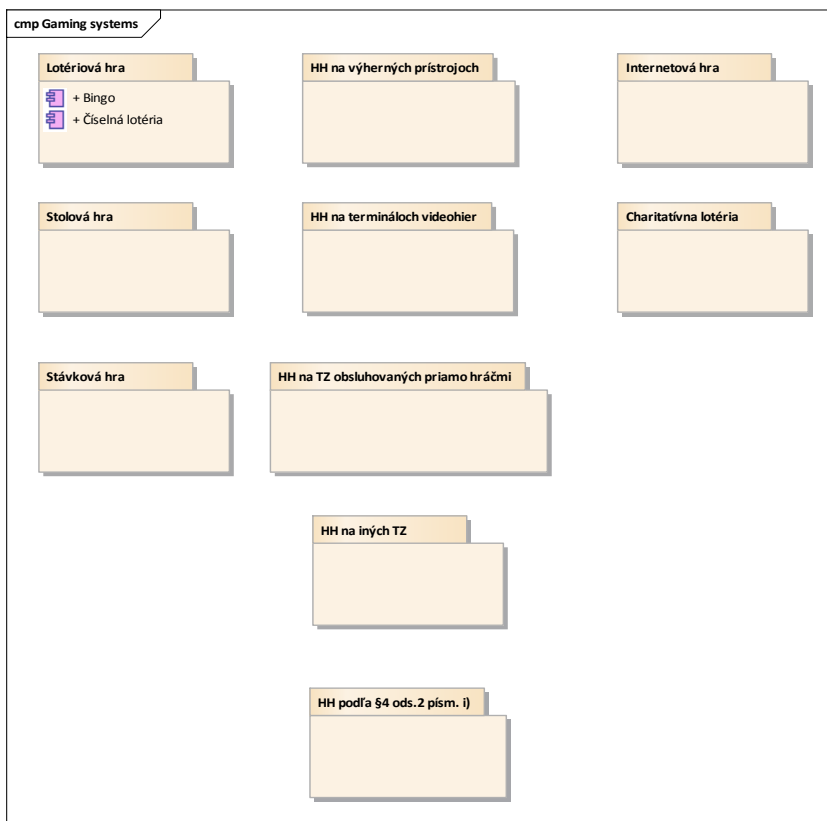 cmp Gaming systems
Lotériová hra
+ Bingo
+ Číselná lotéria
HH na výherných prístrojoch
Internetová hra
Stolová hra
HH na termináloch videohier
Charitatívna lotéria
Stávková hra
HH na TZ obsluhovaných priamo hráčmi
HH na iných TZ
HH podľa §4 ods.2 písm. i)